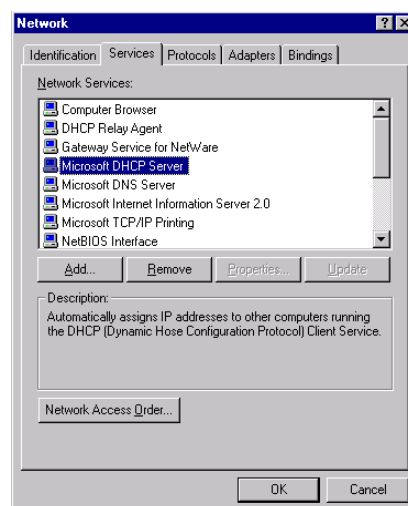 Network
Identification Services Protocols Adapters Bindings
Network Services:
Computer Browser
DHCP Relay Agent
Gateway Service for NetWare
Microsoft DHCP Server
Microsoft DNS Server
Microsoft Internet Information Server 2.0
Microsoft TCP/IP Printing
NetBIOS Interface
Add... Remove Properties... Update
Description:
Automatically assigns IP addresses to other computers running
the DHCP (Dynamic Hose Configuration Protocol) Client Service.
Network Access Order...
OK Cancel